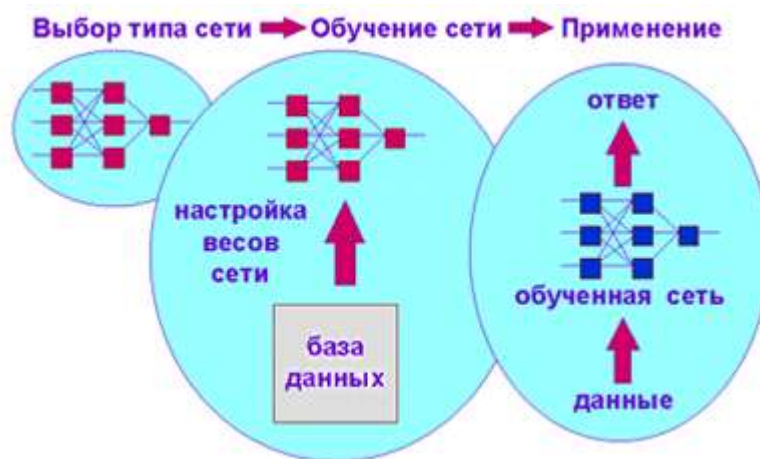 Выбор типа сети Обучение сети Применение
настройка
весов
сети
база
данных
ответ
обученная сеть
данные